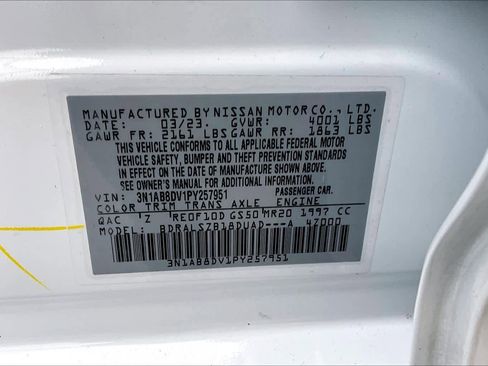 MANUFACTURED BY NISSAN MOTOR CO., LTD.
DATE: 03/23 GVWR: 4001 LBS
GAWR FR: 2161 LBS GAWR RR: 1863 LBS
THIS VEHICLE CONFORMS TO ALL APPLICABLE FEDERAL MOTOR
VEHICLE SAFETY, BUMPER AND THEFT PREVENTION STANDARDS
IN EFFECT ON THE DATE OF MANUFACTURE SHOWN ABOVE.
SEE OWNER'S MANUAL FOR ADDITIONAL INFORMATION.
VIN: 3N1AB8DV1PY257951 PASSENGER CAR.
COLOR TRIM TRANS AXLE ENGINE
QAC Z RE0F10D GS50 MR20 1997 CC
MODEL: BDRALSZB18DUAD---A 47000
3N1AB8DV1PY257951